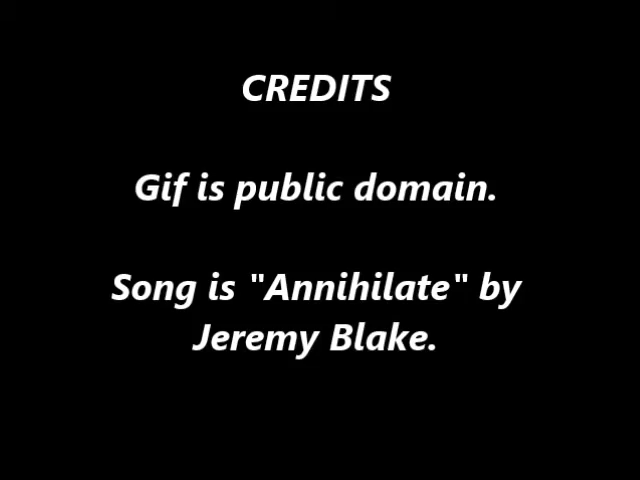 CREDITS
Gif is public domain.
Song is "Annihilate" by
Jeremy Blake.